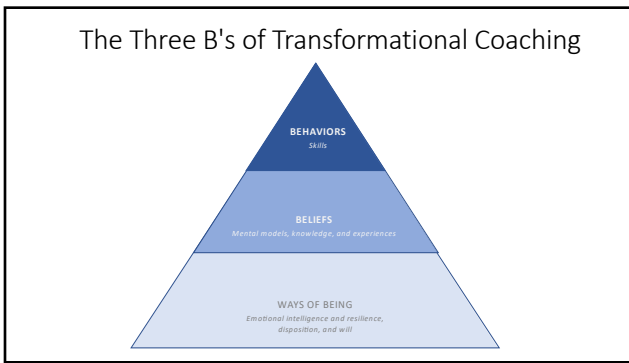 The Three B's of Transformational Coaching
BEHAVIORS
Skills
BELIEFS
Mental models, knowledge, and experiences
WAYS OF BEING
Emotional intelligence and resilience,
disposition, and will